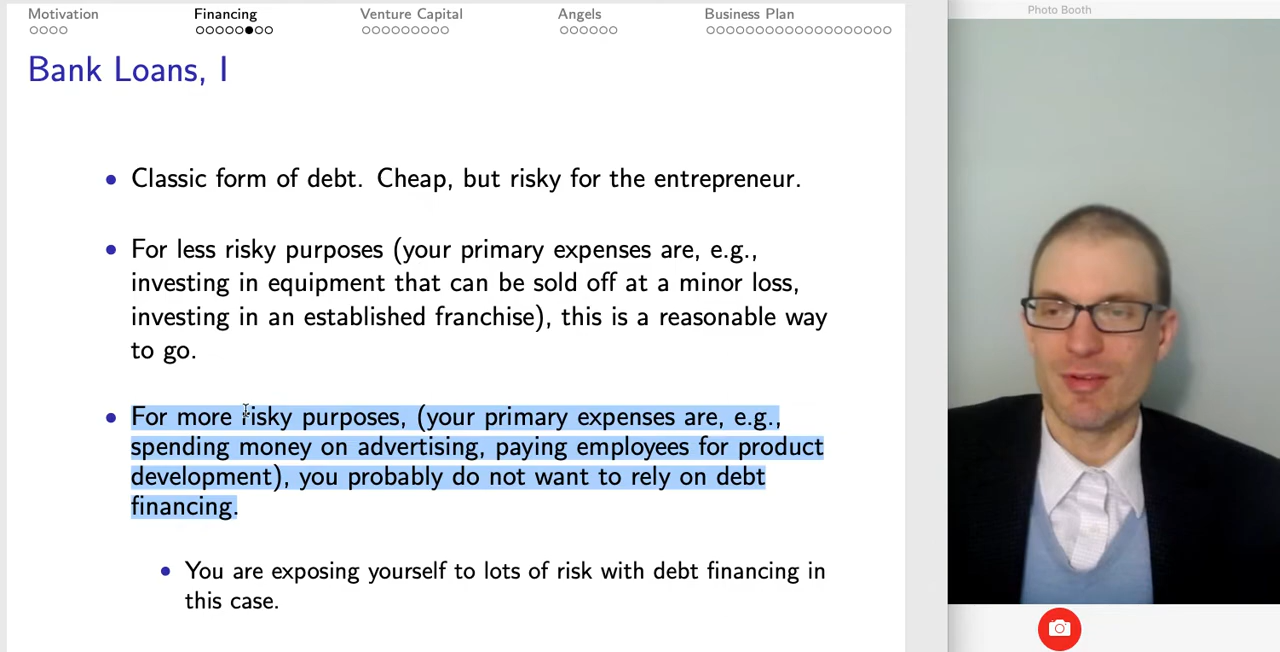 Motivation Financing Venture Capital Angels Business Plan
Photo Booth
Bank Loans, I
• Classic form of debt. Cheap, but risky for the entrepreneur.
• For less risky purposes (your primary expenses are, e.g.,
investing in equipment that can be sold off at a minor loss,
investing in an established franchise), this is a reasonable way
to go.
• For more risky purposes, (your primary expenses are, e.g.,
spending money on advertising, paying employees for product
development), you probably do not want to rely on debt
financing.
• You are exposing yourself to lots of risk with debt financing in
this case.